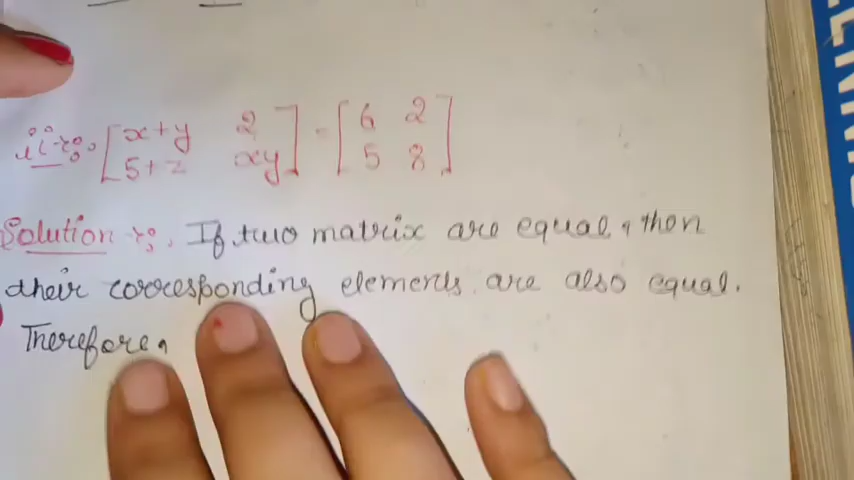 ii [x+y 2 = [6 2
5+z xy] 5 8]
Solution :, If two matrix are equal, then
their corresponding elements are also equal.
Therefore,